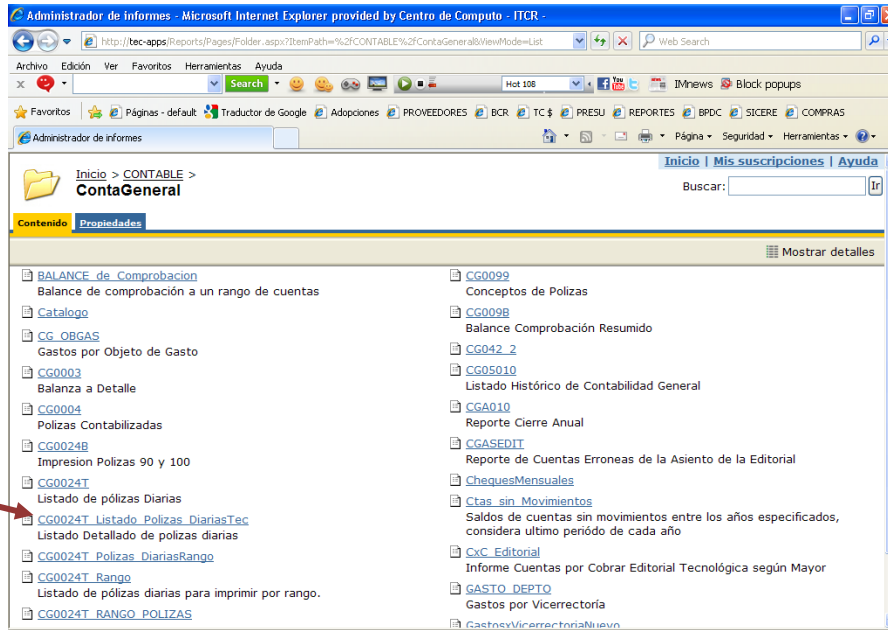 Administrador de informes - Microsoft Internet Explorer provided by Centro de Computo - ITCR -
http://tec-apps/Reports/Pages/Folder.aspx?ItemPath=%2fCONTABLE%2fContaGeneral&ViewMode=List
Web Search
Archivo Edición Ver Favoritos Herramientas Ayuda
x Search Hot 108 IMnews Block popups
Favoritos Páginas - default Traductor de Google Adopciones PROVEEDORES BCR TC $ PRESU REPORTES BPDC SICERE COMPRAS
Administrador de informes Página Seguridad Herramientas
Inicio | Mis suscripciones | Ayuda
Inicio > CONTABLE >
ContaGeneral
Buscar: Ir
Contenido Propiedades
Mostrar detalles
BALANCE_de_Comprobacion
Balance de comprobación a un rango de cuentas
Catalogo
CG_OBGAS
Gastos por Objeto de Gasto
CG0003
Balanza a Detalle
CG0004
Polizas Contabilizadas
CG0024B
Impresion Polizas 90 y 100
CG0024T
Listado de pólizas Diarias
CG0024T_Listado_Polizas_DiariasTec
Listado Detallado de polizas diarias
CG0024T_Polizas_DiariasRango
CG0024T_Rango
Listado de pólizas diarias para imprimir por rango.
CG0024T_RANGO_POLIZAS
CG0099
Conceptos de Polizas
CG009B
Balance Comprobación Resumido
CG042_2
CG05010
Listado Histórico de Contabilidad General
CGA010
Reporte Cierre Anual
CGASEDIT
Reporte de Cuentas Erroneas de la Asiento de la Editorial
ChequesMensuales
Ctas_sin_Movimientos
Saldos de cuentas sin movimientos entre los años especificados,
considera ultimo periódo de cada año
CxC_Editorial
Informe Cuentas por Cobrar Editorial Tecnológica según Mayor
GASTO_DEPTO
Gastos por Vicerrectoría
GastosxVicerrectoriaNuevo